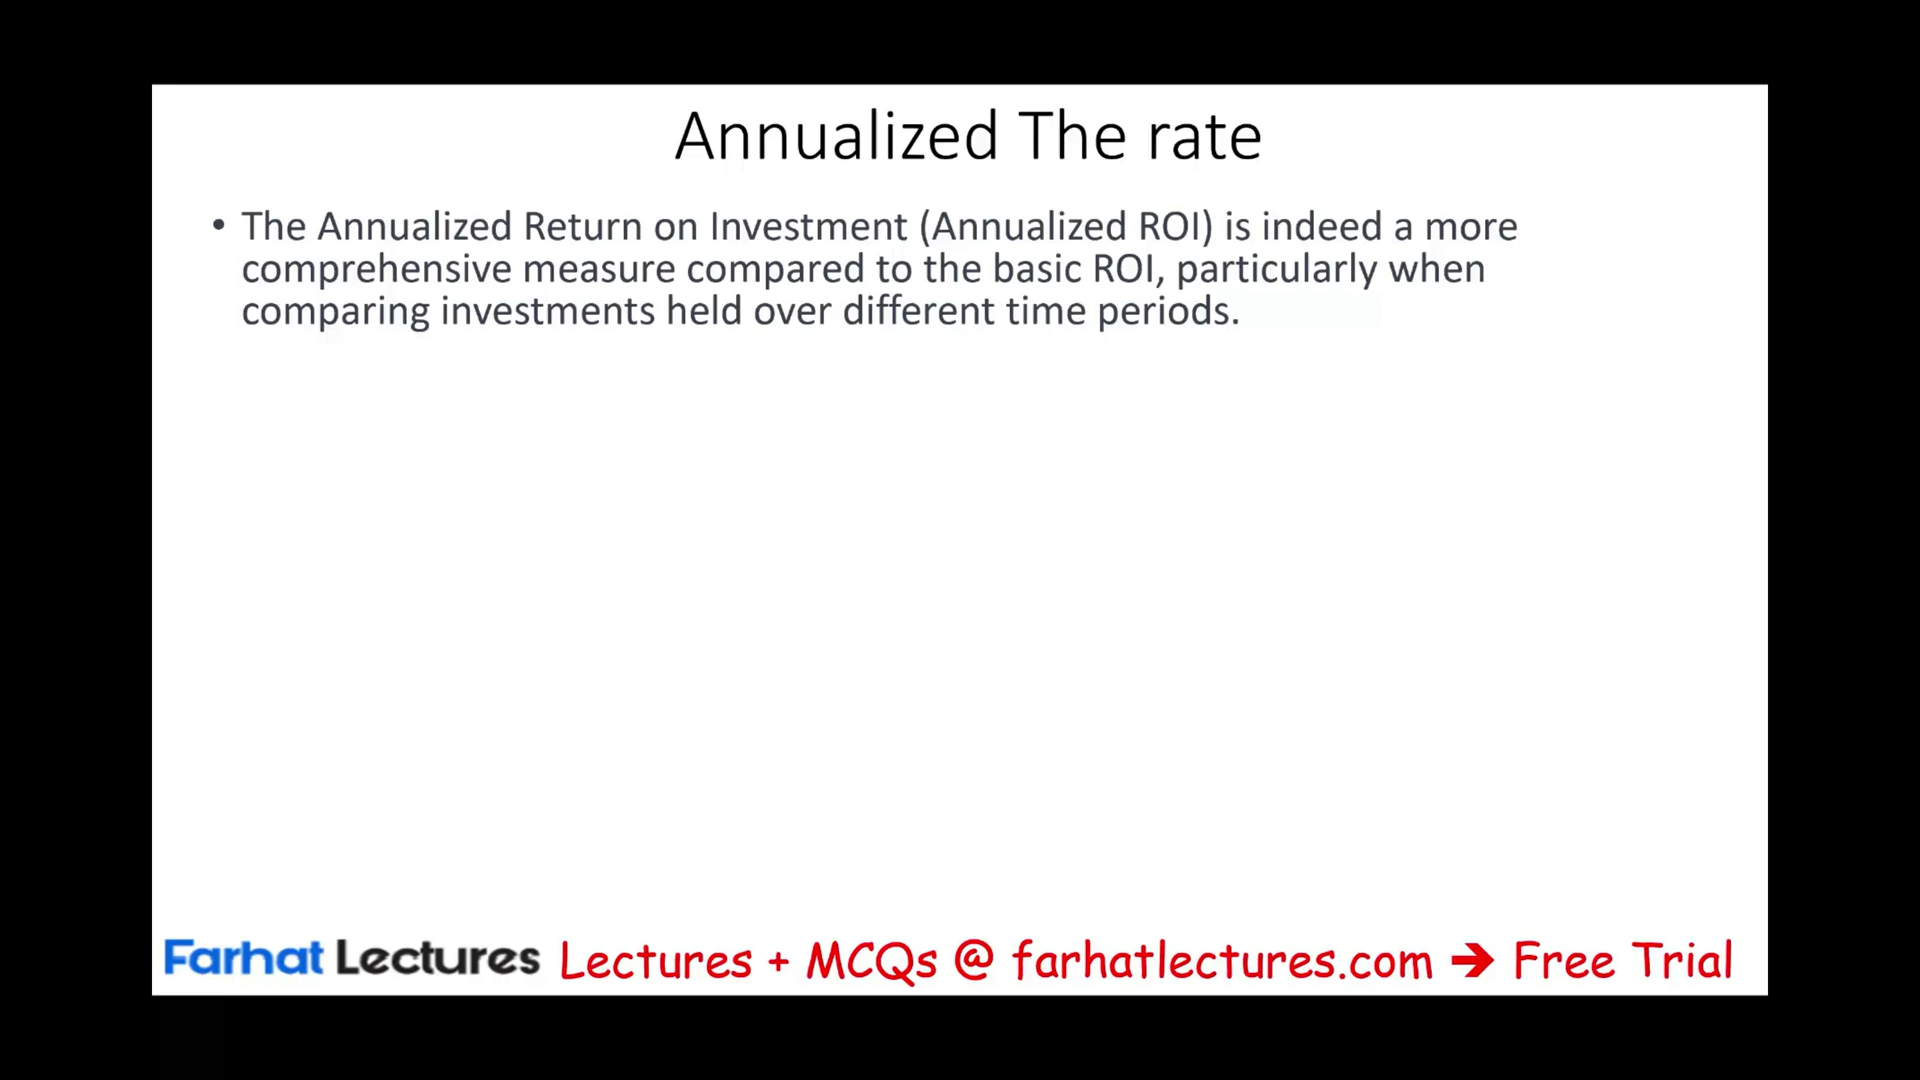 Annualized The rate
• The Annualized Return on Investment (Annualized ROI) is indeed a more
comprehensive measure compared to the basic ROI, particularly when
comparing investments held over different time periods.
Farhat Lectures Lectures + MCQs @ farhatlectures.com ➔ Free Trial